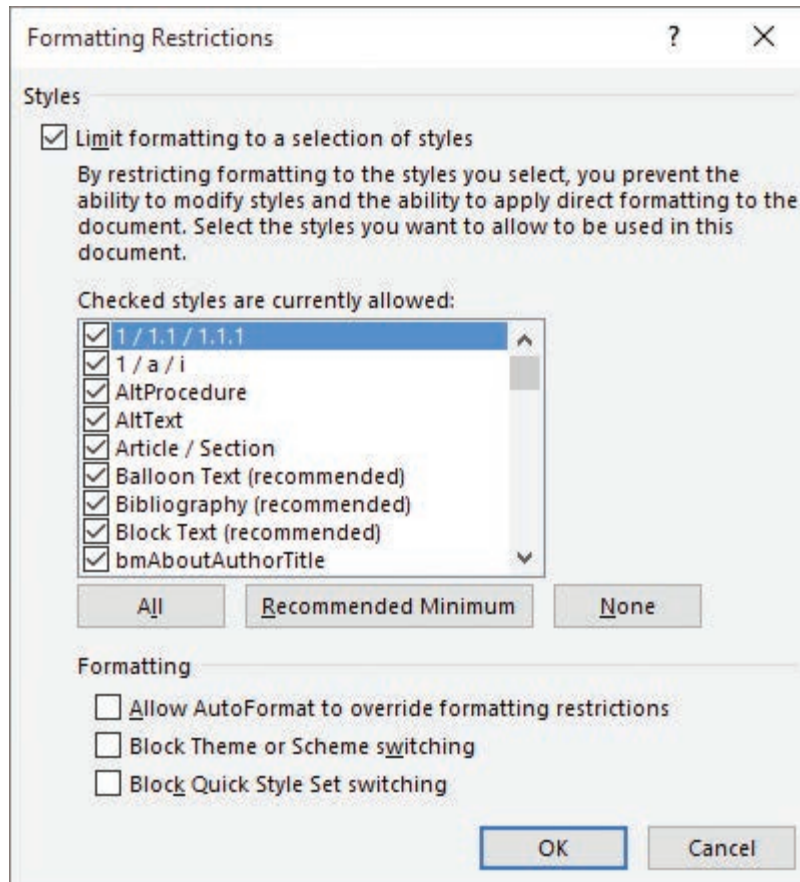 Formatting Restrictions ? ×
Styles
Limit formatting to a selection of styles
By restricting formatting to the styles you select, you prevent the
ability to modify styles and the ability to apply direct formatting to the
document. Select the styles you want to allow to be used in this
document.
Checked styles are currently allowed:
1 / 1.1 / 1.1.1
1 / a / i
AltProcedure
AltText
Article / Section
Balloon Text (recommended)
Bibliography (recommended)
Block Text (recommended)
bmAboutAuthorTitle
All Recommended Minimum None
Formatting
Allow AutoFormat to override formatting restrictions
Block Theme or Scheme switching
Block Quick Style Set switching
OK Cancel